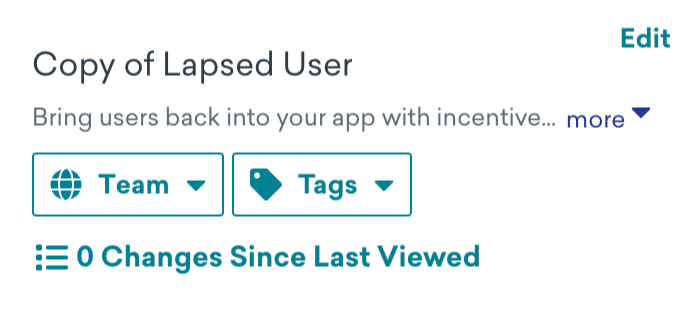 Edit
Copy of Lapsed User
Bring users back into your app with incentive... more
Team Tags
0 Changes Since Last Viewed